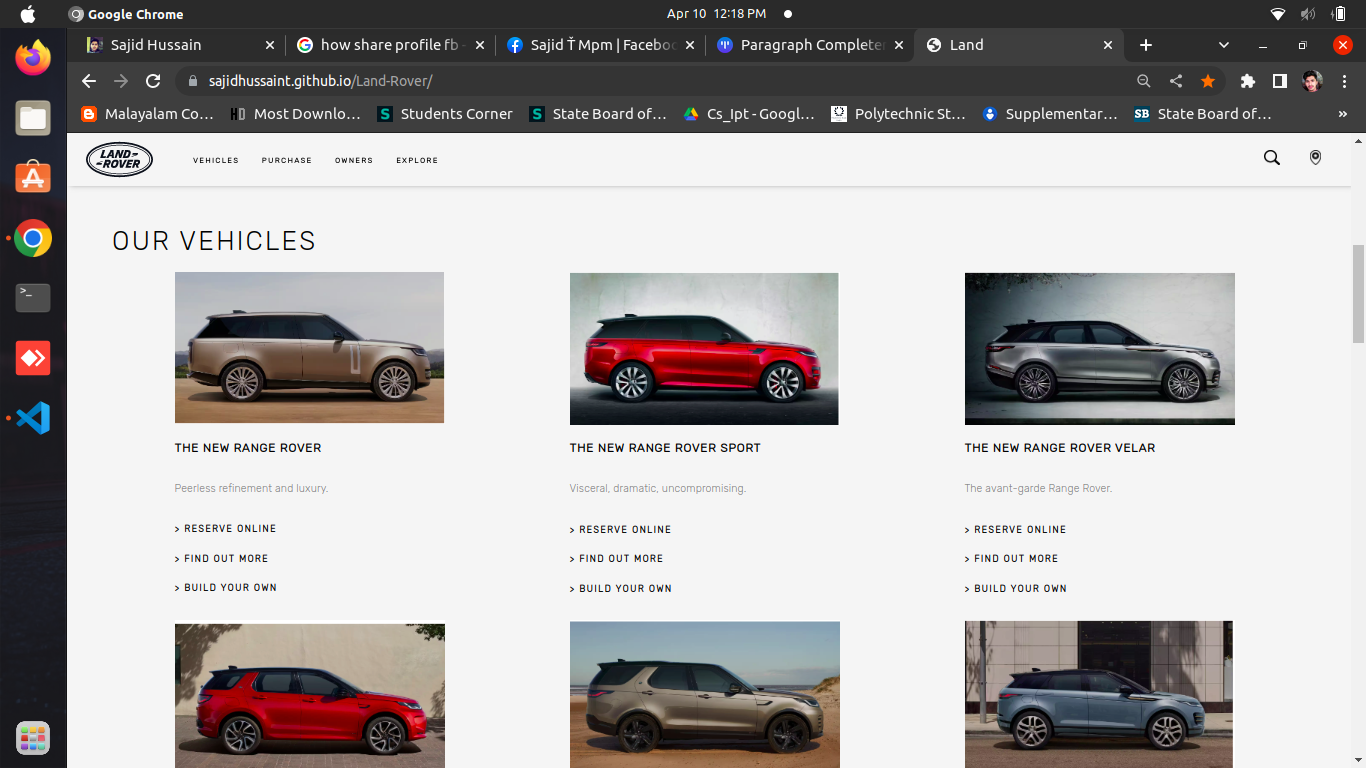 Google Chrome
Apr 10 12:18 PM
Sajid Hussain
how share profile fb -
Sajid Ť Mpm | Faceboo
Paragraph Completer
Land
sajidhussaint.github.io/Land-Rover/
Malayalam Co...
Most Downlo...
Students Corner
State Board of...
Cs_Ipt - Googl...
Polytechnic St...
Supplementar...
State Board of...
LAND-
-ROVER
VEHICLES
PURCHASE
OWNERS
EXPLORE
OUR VEHICLES
THE NEW RANGE ROVER
Peerless refinement and luxury.
> RESERVE ONLINE
> FIND OUT MORE
> BUILD YOUR OWN
THE NEW RANGE ROVER SPORT
Visceral, dramatic, uncompromising.
> RESERVE ONLINE
> FIND OUT MORE
> BUILD YOUR OWN
THE NEW RANGE ROVER VELAR
The avant-garde Range Rover.
> RESERVE ONLINE
> FIND OUT MORE
> BUILD YOUR OWN